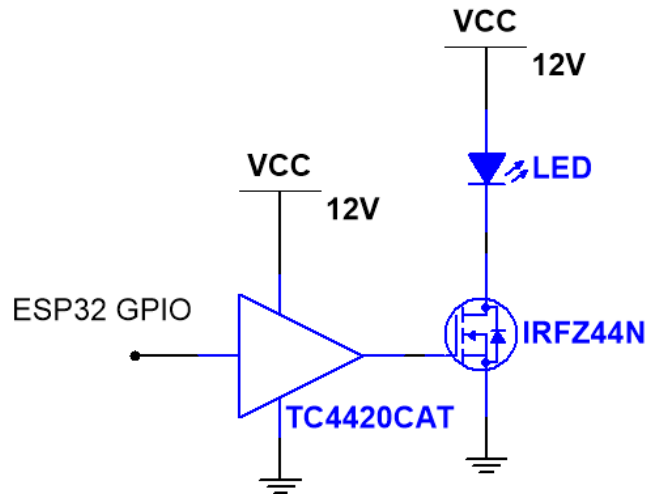 VCC
12V
LED
VCC
12V
ESP32 GPIO
IRFZ44N
TC4420CAT